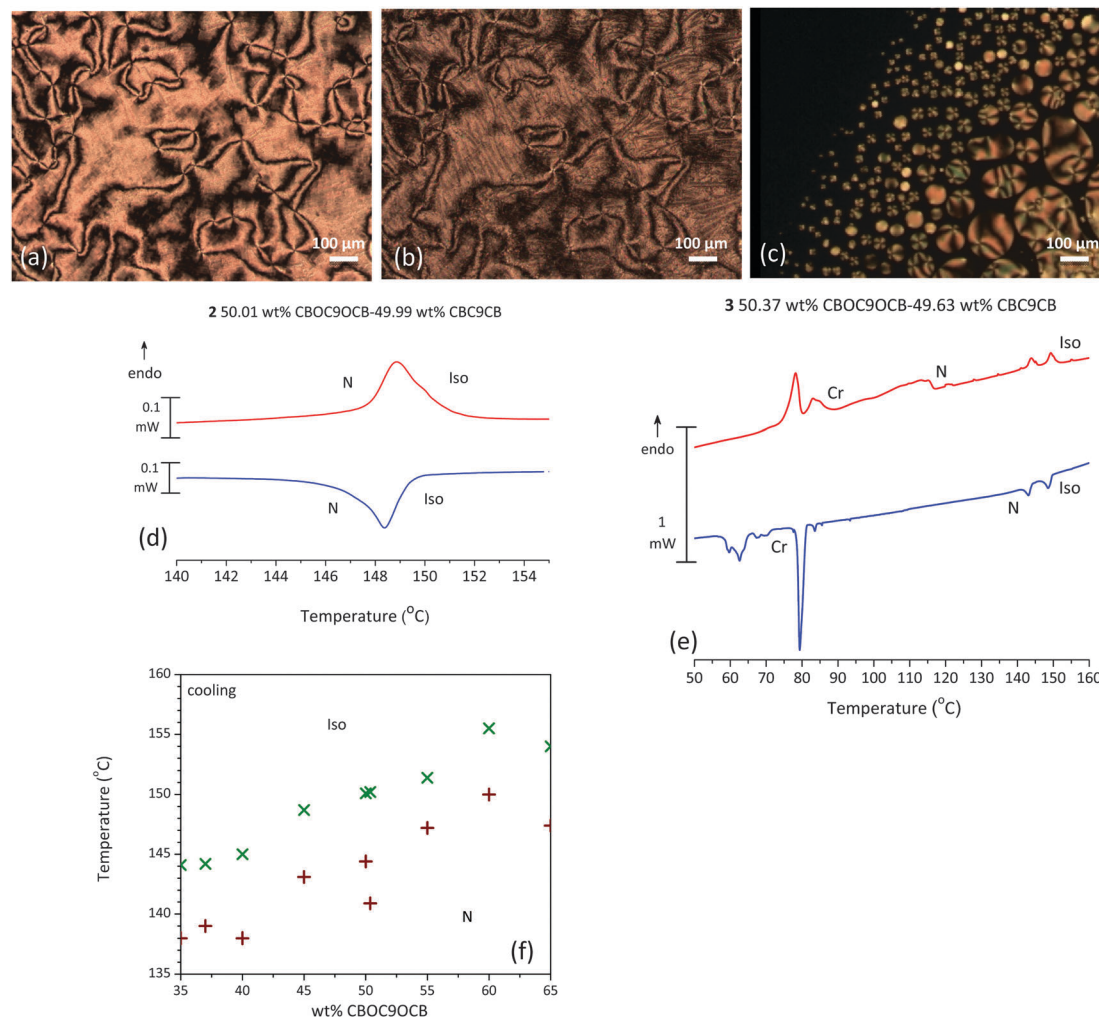 (a)
100 μm
(b)
100 μm
(c)
100 μm
2 50.01 wt% CBOC9OCB-49.99 wt% CBC9CB
endo
0.1
mW
N
Iso
0.1
mW
N
Iso
(d)
140 142 144 146 148 150 152 154
Temperature (°C)
3 50.37 wt% CBOC9OCB-49.63 wt% CBC9CB
Iso
N
Cr
endo
1
mW
Cr
N
Iso
(e)
50 60 70 80 90 100 110 120 130 140 150 160
Temperature (°C)
160
155
150
145
140
135
Temperature (°C)
cooling
Iso
N
(f)
35 40 45 50 55 60 65
wt% CBOC9OCB